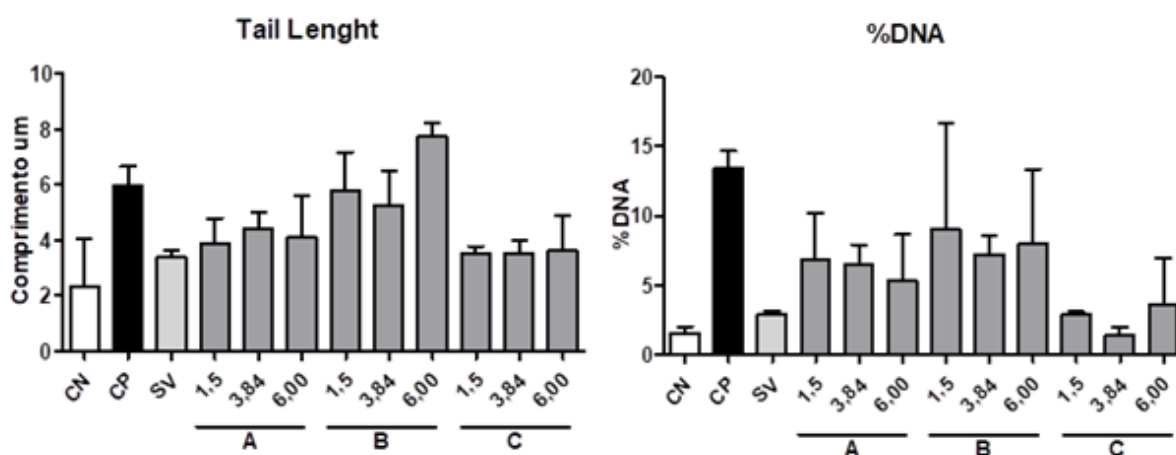 Tail Lenght
Comprimento um
10
8
6
4
2
0
CN CP SV 1,5 3,84 6,00 1,5 3,84 6,00 1,5 3,84 6,00
A B C
%DNA
% DNA
20
15
10
5
0
CN CP SV 1,5 3,84 6,00 1,5 3,84 6,00 1,5 3,84 6,00
A B C